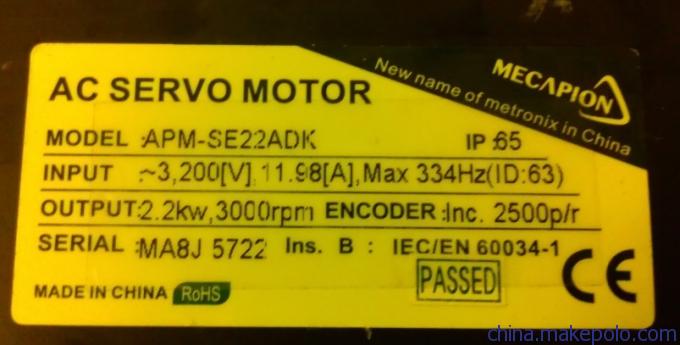 MECAPION
New name of metronix in China
AC SERVO MOTOR
MODEL :APM-SE22ADK IP :65
INPUT :~3,200[V],11.98[A],Max 334Hz(ID:63)
OUTPUT:2.2kw,3000rpm ENCODER:Inc. 2500p/r
SERIAL :MA8J 5722 Ins. B : IEC/EN 60034-1
PASSED
CE
MADE IN CHINA RoHS
china.makepolo.com